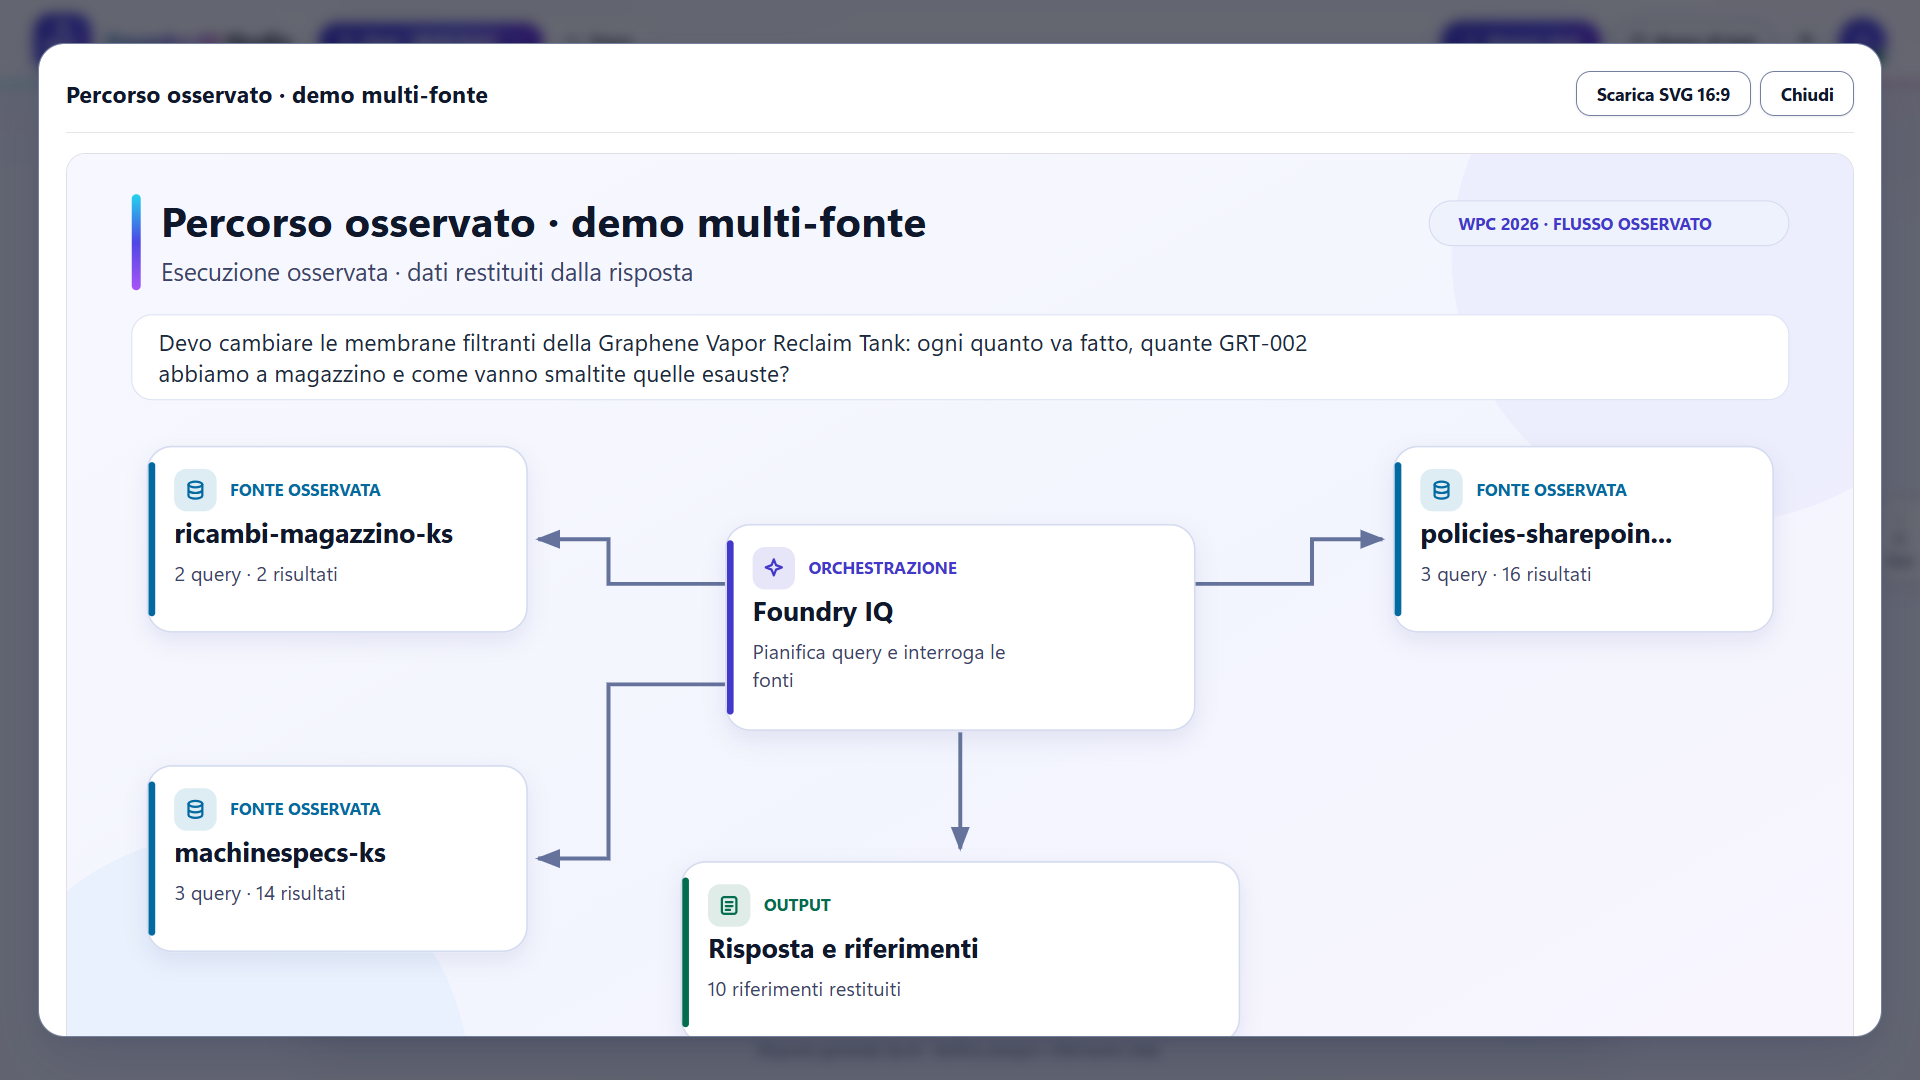 Percorso osservato · demo multi-fonte
Scarica SVG 16:9
Chiudi
Percorso osservato · demo multi-fonte
Esecuzione osservata · dati restituiti dalla risposta
WPC 2026 · FLUSSO OSSERVATO
Devo cambiare le membrane filtranti della Graphene Vapor Reclaim Tank: ogni quanto va fatto, quante GRT-002
abbiamo a magazzino e come vanno smaltite quelle esauste?
FONTE OSSERVATA
ricambi-magazzino-ks
2 query · 2 risultati
FONTE OSSERVATA
policies-sharepoin...
3 query · 16 risultati
ORCHESTRAZIONE
Foundry IQ
Pianifica query e interroga le
fonti
FONTE OSSERVATA
machinespecs-ks
3 query · 14 risultati
OUTPUT
Risposta e riferimenti
10 riferimenti restituiti